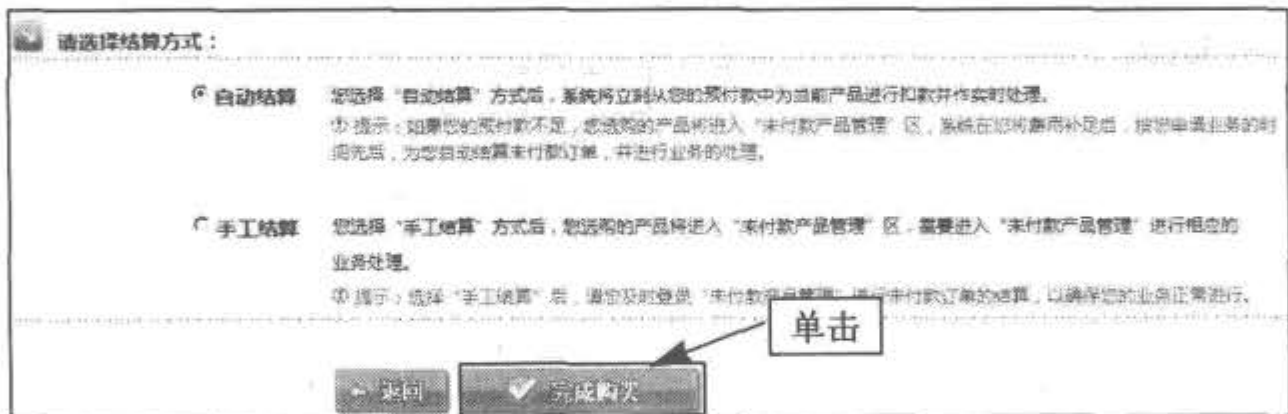 请选择结算方式：
自动结算 您选择“自动结算”方式后，系统将立刻从您的预付款中为当前产品进行扣款并作实时处理。
提示：如果您的预付款不足，您选购的产品将进入“未付款产品管理”区，系统在您将费用补足后，按您申请业务的时
间先后，为您自动结算未付款订单，并进行业务的处理。
手工结算 您选择“手工结算”方式后，您选购的产品将进入“未付款产品管理”区，需要进入“未付款产品管理”进行相应的
业务处理。
提示：选择“手工结算”后，请您及时登录“未付款产品管理”进行未付款订单的结算，以确保您的业务正常进行。
单击
返回 完成购买